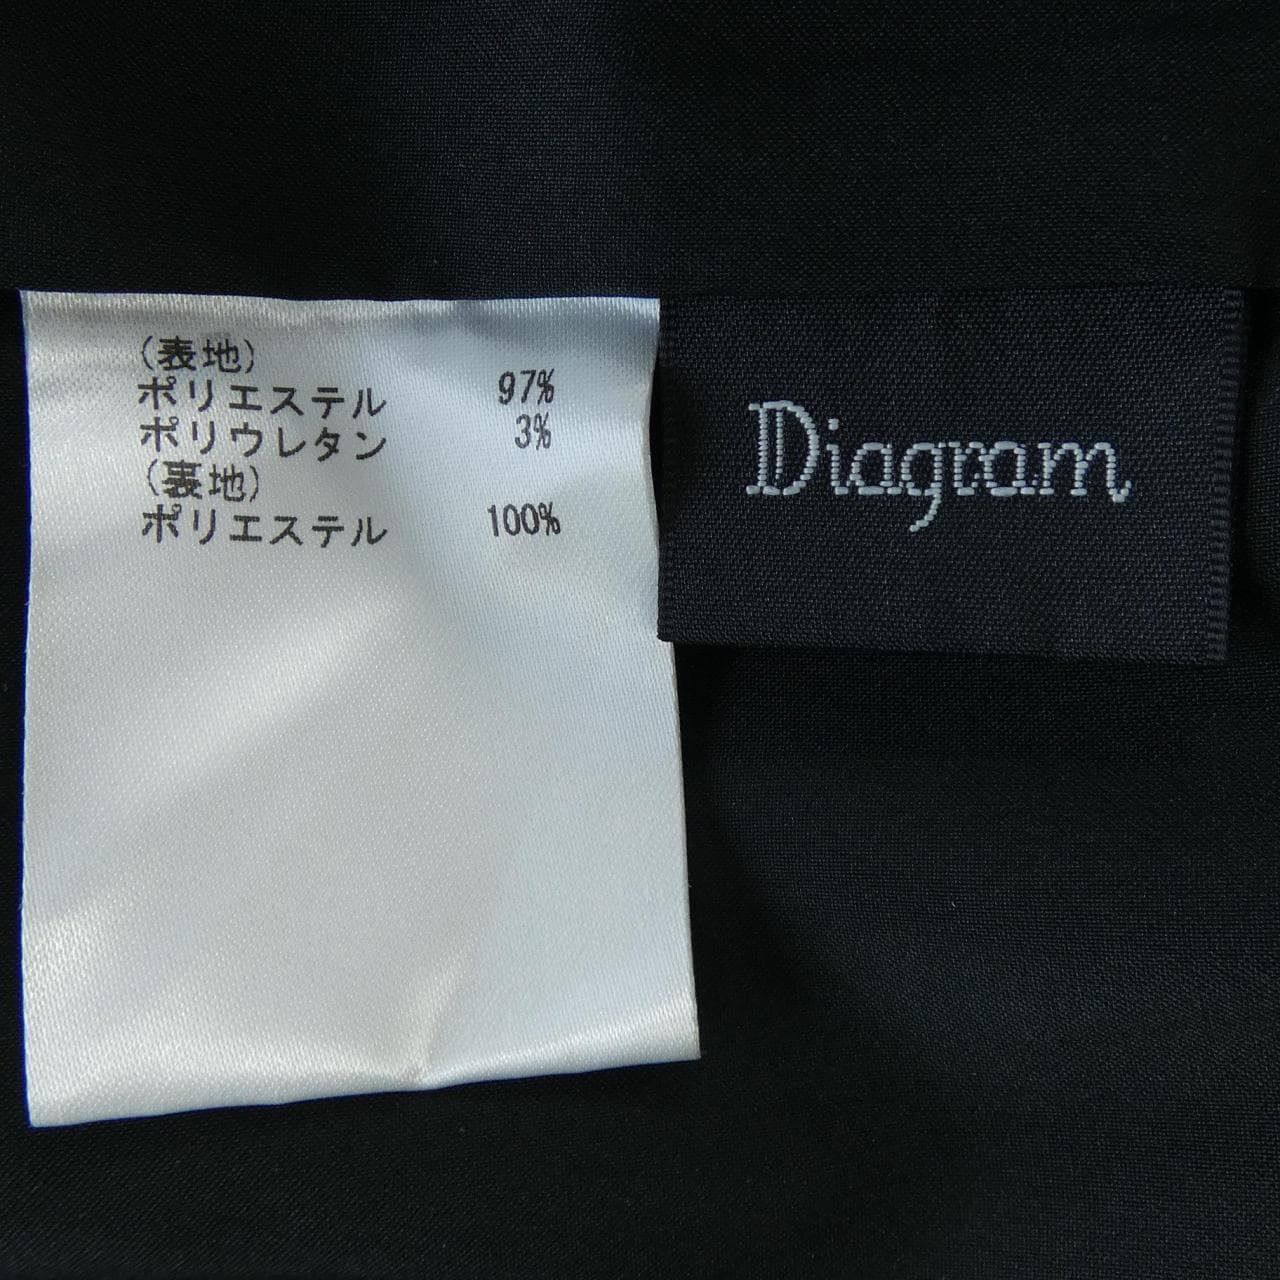 (表地)
ポリエステル 97%
ポリウレタン 3%
(裏地)
ポリエステル 100%
Diagram